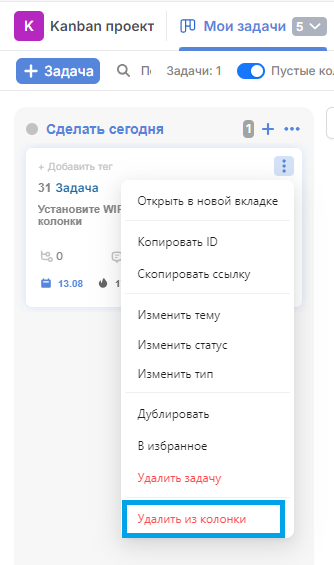 K Kanban проект Мои задачи 5
+ Задача По Задачи: 1 Пустые ко
Сделать сегодня 1 + •••
+ Добавить тег
31 Задача
Установите WIP
колонки
0
13.08 1
Открыть в новой вкладке
Копировать ID
Скопировать ссылку
Изменить тему
Изменить статус
Изменить тип
Дублировать
В избранное
Удалить задачу
Удалить из колонки